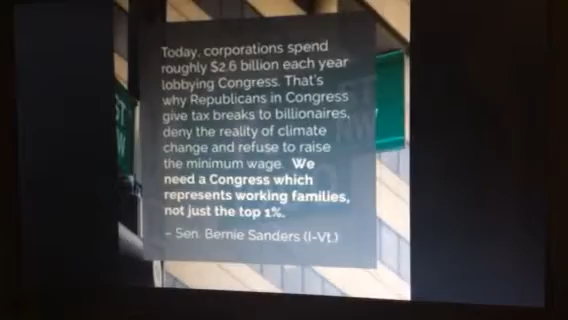 Today, corporations spend
roughly $2.6 billion each year
lobbying Congress. That's
why Republicans in Congress
give tax breaks to billionaires,
deny the reality of climate
change and refuse to raise
the minimum wage. We
need a Congress which
represents working families,
not just the top 1%.
– Sen. Bernie Sanders (I-Vt.)
ST
NW